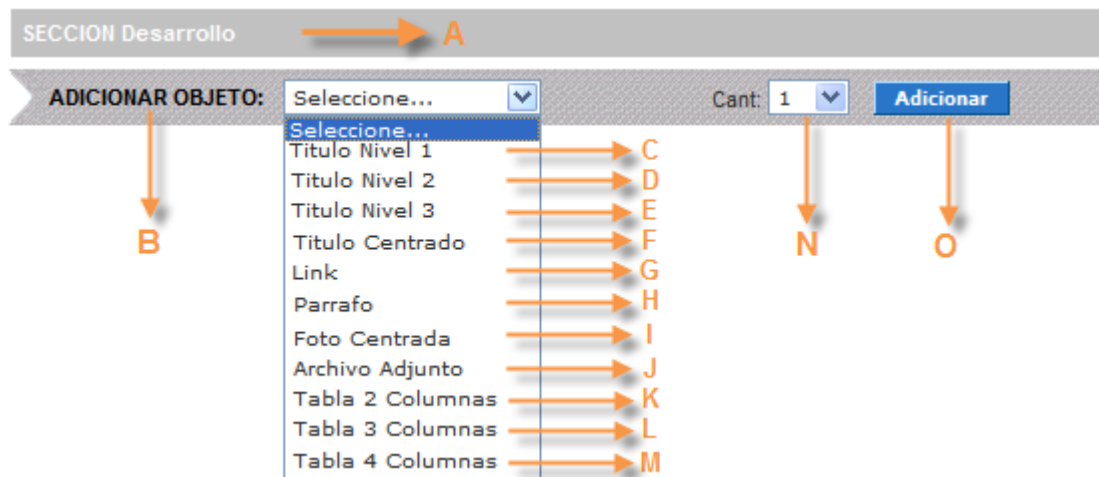 SECCION Desarrollo A
ADICIONAR OBJETO: Seleccione... Cant: 1 Adicionar
Seleccione...
Titulo Nivel 1 C
Titulo Nivel 2 D
Titulo Nivel 3 E
B Titulo Centrado F N O
Link G
Parrafo H
Foto Centrada I
Archivo Adjunto J
Tabla 2 Columnas K
Tabla 3 Columnas L
Tabla 4 Columnas M